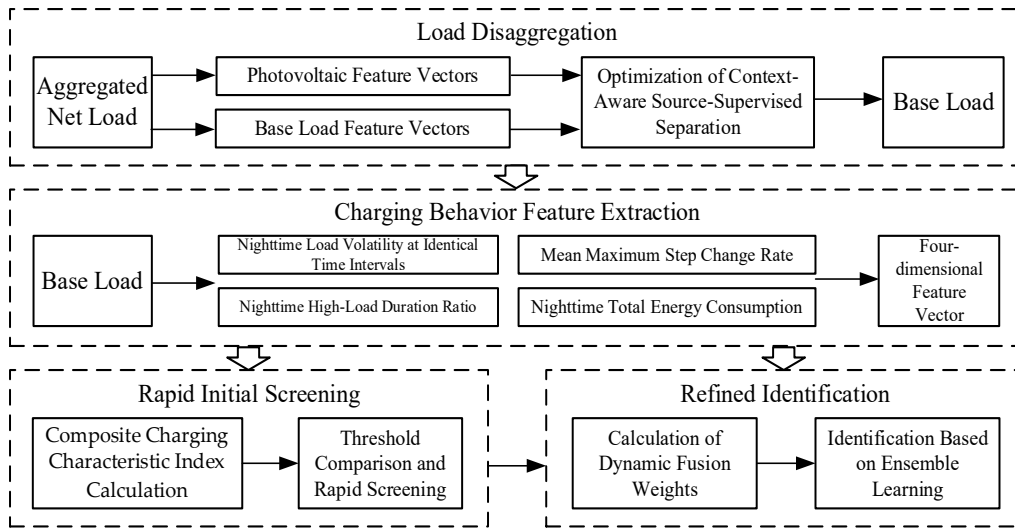 Load Disaggregation
Aggregated
Net Load
Photovoltaic Feature Vectors
Base Load Feature Vectors
Optimization of Context-
Aware Source-Supervised
Separation
Base Load
Charging Behavior Feature Extraction
Base Load
Nighttime Load Volatility at Identical
Time Intervals
Nighttime High-Load Duration Ratio
Mean Maximum Step Change Rate
Nighttime Total Energy Consumption
Four-
dimensional
Feature
Vector
Rapid Initial Screening
Composite Charging
Characteristic Index
Calculation
Threshold
Comparison and
Rapid Screening
Refined Identification
Calculation of
Dynamic Fusion
Weights
Identification Based
on Ensemble
Learning